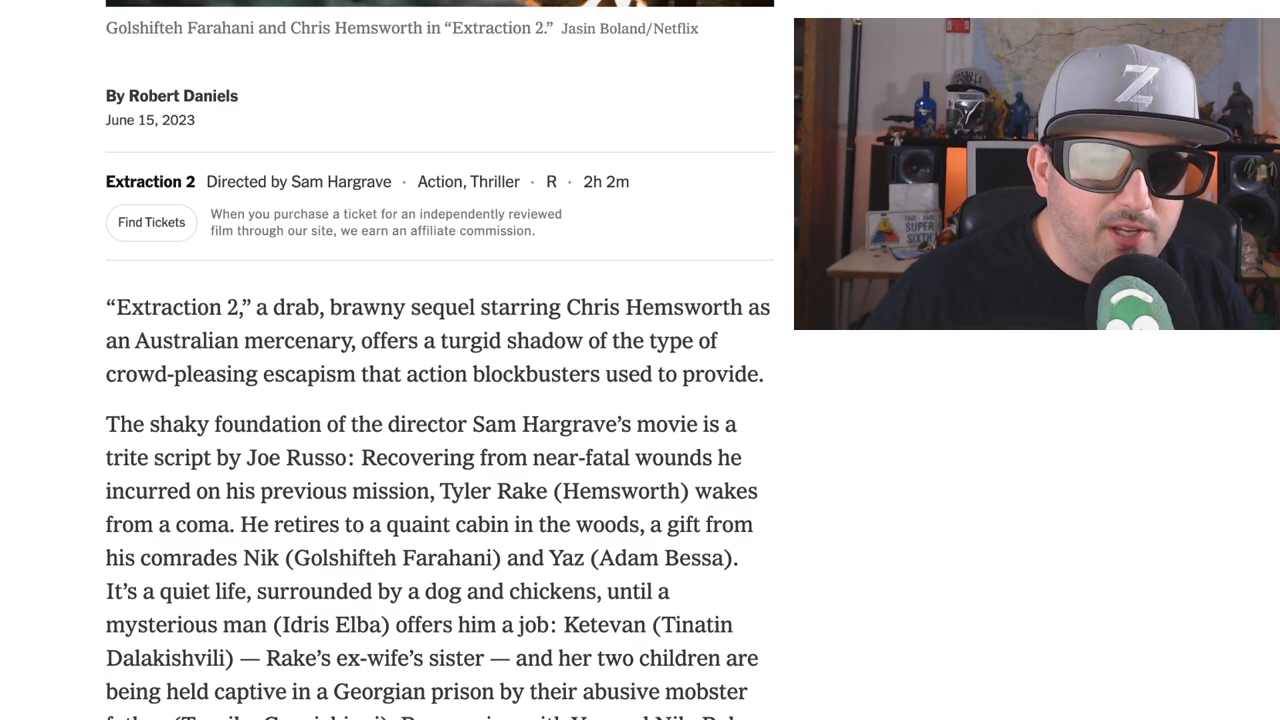 Golshifteh Farahani and Chris Hemsworth in “Extraction 2.” Jasin Boland/Netflix
By Robert Daniels
June 15, 2023
Extraction 2 Directed by Sam Hargrave · Action, Thriller · R · 2h 2m
Find Tickets
When you purchase a ticket for an independently reviewed
film through our site, we earn an affiliate commission.
“Extraction 2,” a drab, brawny sequel starring Chris Hemsworth as
an Australian mercenary, offers a turgid shadow of the type of
crowd-pleasing escapism that action blockbusters used to provide.
The shaky foundation of the director Sam Hargrave’s movie is a
trite script by Joe Russo: Recovering from near-fatal wounds he
incurred on his previous mission, Tyler Rake (Hemsworth) wakes
from a coma. He retires to a quaint cabin in the woods, a gift from
his comrades Nik (Golshifteh Farahani) and Yaz (Adam Bessa).
It’s a quiet life, surrounded by a dog and chickens, until a
mysterious man (Idris Elba) offers him a job: Ketevan (Tinatin
Dalakishvili) — Rake’s ex-wife’s sister — and her two children are
being held captive in a Georgian prison by their abusive mobster
Z
SUPER
SIXTH